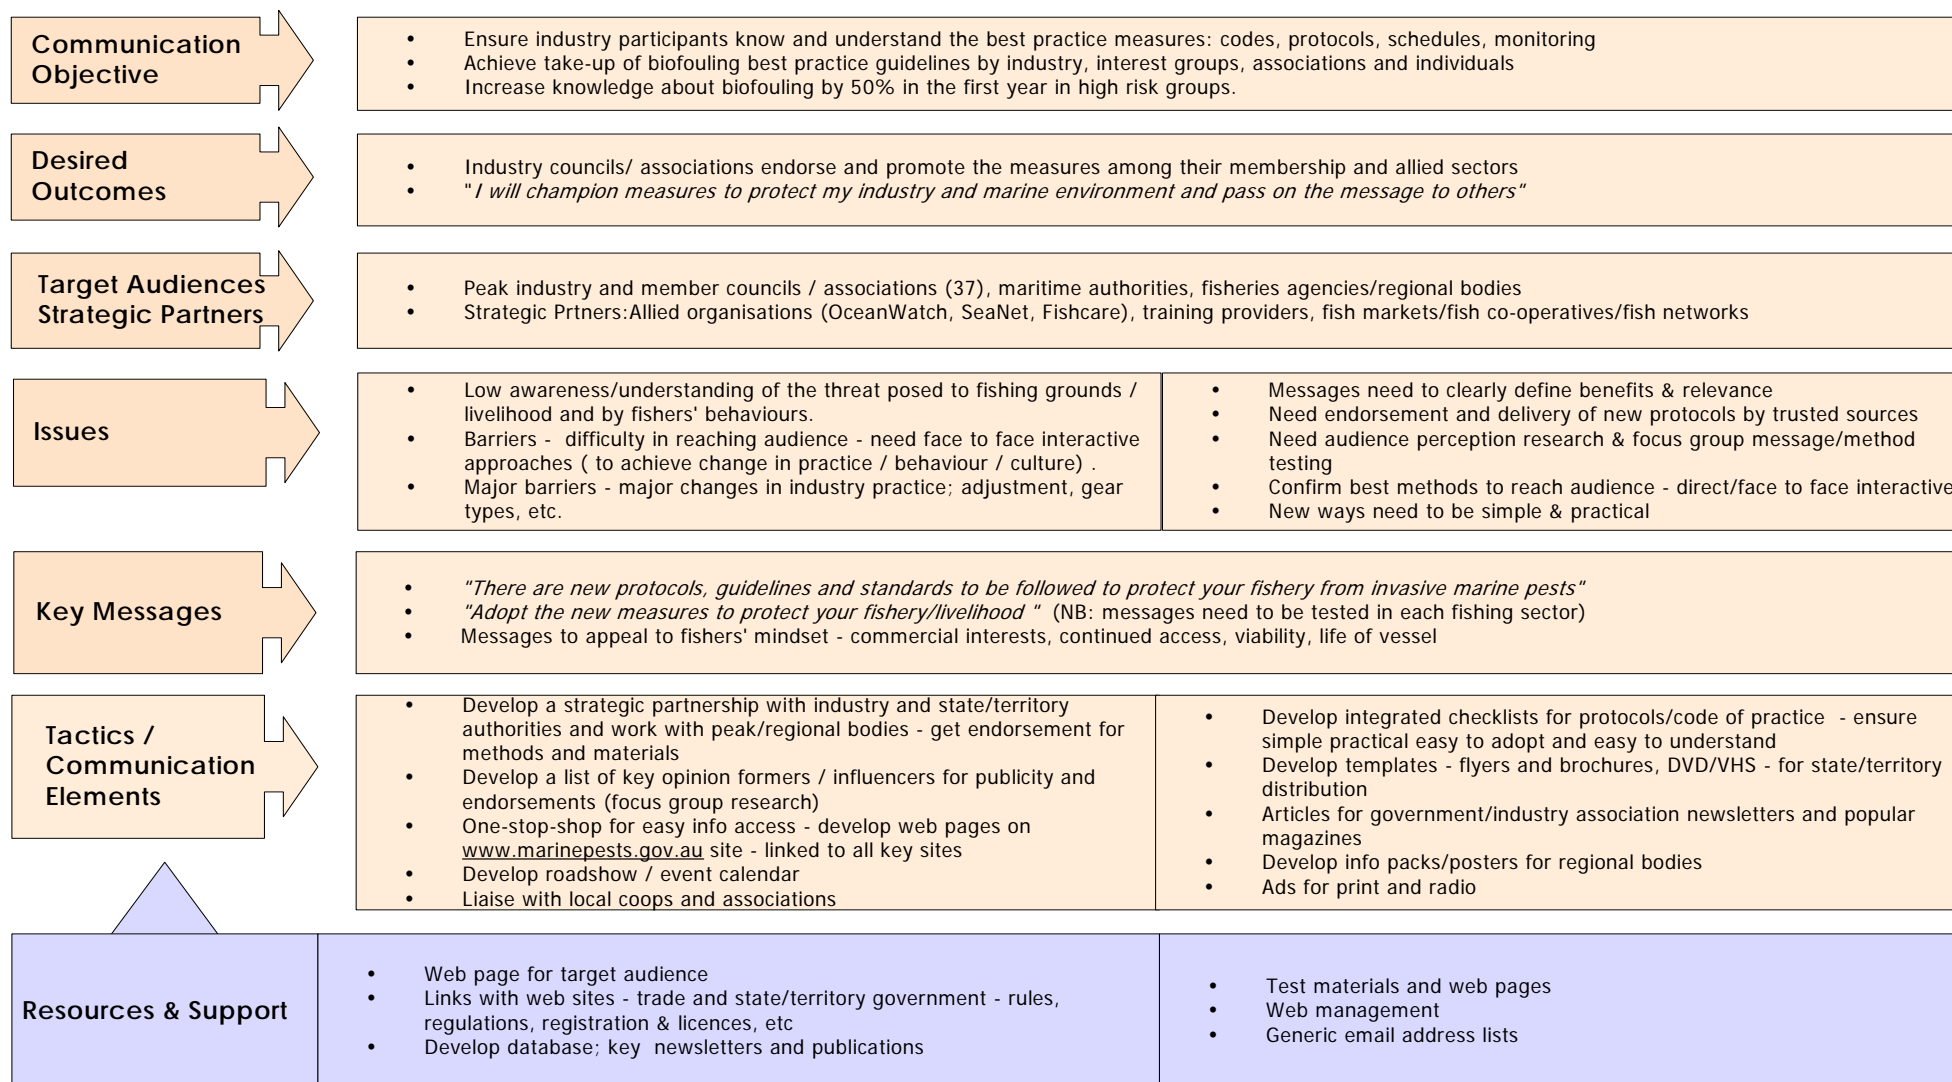 Communication
Objective
• Ensure industry participants know and understand the best practice measures: codes, protocols, schedules, monitoring
• Achieve take-up of biofouling best practice guidelines by industry, interest groups, associations and individuals
• Increase knowledge about biofouling by 50% in the first year in high risk groups.
Desired
Outcomes
• Industry councils/ associations endorse and promote the measures among their membership and allied sectors
• "I will champion measures to protect my industry and marine environment and pass on the message to others"
Target Audiences
Strategic Partners
• Peak industry and member councils / associations (37), maritime authorities, fisheries agencies/regional bodies
• Strategic Prtners:Allied organisations (OceanWatch, SeaNet, Fishcare), training providers, fish markets/fish co-operatives/fish networks
Issues
• Low awareness/understanding of the threat posed to fishing grounds /
livelihood and by fishers' behaviours.
• Barriers - difficulty in reaching audience - need face to face interactive
approaches ( to achieve change in practice / behaviour / culture) .
• Major barriers - major changes in industry practice; adjustment, gear
types, etc.
• Messages need to clearly define benefits & relevance
• Need endorsement and delivery of new protocols by trusted sources
• Need audience perception research & focus group message/method
testing
• Confirm best methods to reach audience - direct/face to face interactive
• New ways need to be simple & practical
Key Messages
• "There are new protocols, guidelines and standards to be followed to protect your fishery from invasive marine pests"
• "Adopt the new measures to protect your fishery/livelihood " (NB: messages need to be tested in each fishing sector)
• Messages to appeal to fishers' mindset - commercial interests, continued access, viability, life of vessel
Tactics /
Communication
Elements
• Develop a strategic partnership with industry and state/territory
authorities and work with peak/regional bodies - get endorsement for
methods and materials
• Develop a list of key opinion formers / influencers for publicity and
endorsements (focus group research)
• One-stop-shop for easy info access - develop web pages on
www.marinepests.gov.au site - linked to all key sites
• Develop roadshow / event calendar
• Liaise with local coops and associations
• Develop integrated checklists for protocols/code of practice - ensure
simple practical easy to adopt and easy to understand
• Develop templates - flyers and brochures, DVD/VHS - for state/territory
distribution
• Articles for government/industry association newsletters and popular
magazines
• Develop info packs/posters for regional bodies
• Ads for print and radio
Resources & Support
• Web page for target audience
• Links with web sites - trade and state/territory government - rules,
regulations, registration & licences, etc
• Develop database; key newsletters and publications
• Test materials and web pages
• Web management
• Generic email address lists